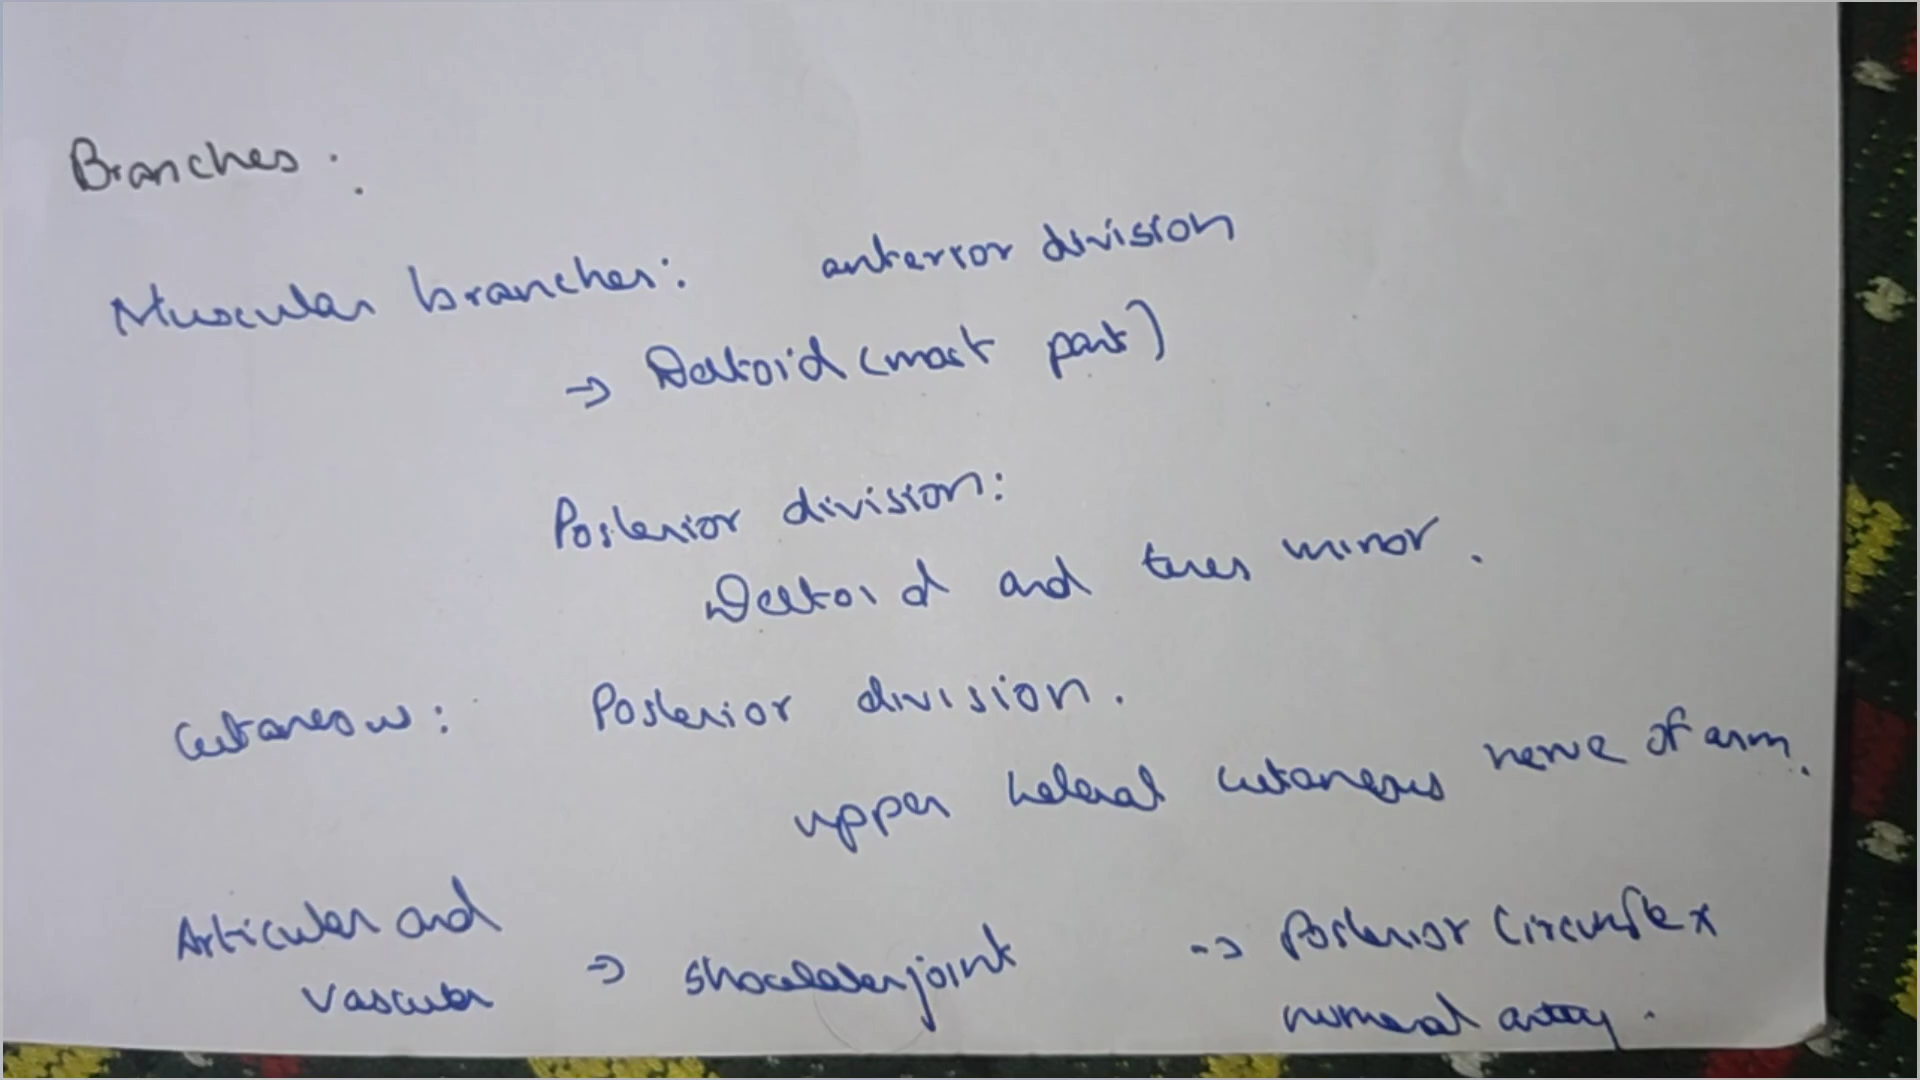 Branches :
Muscular branches: anterior division
→ Deltoid (most part)
Posterior division:
Deltoid and teres minor.
Cutaneous: Posterior division.
upper lateral cutaneous nerve of arm.
Articular and
vascular → shoulder joint → Posterior circumflex
humeral artery.